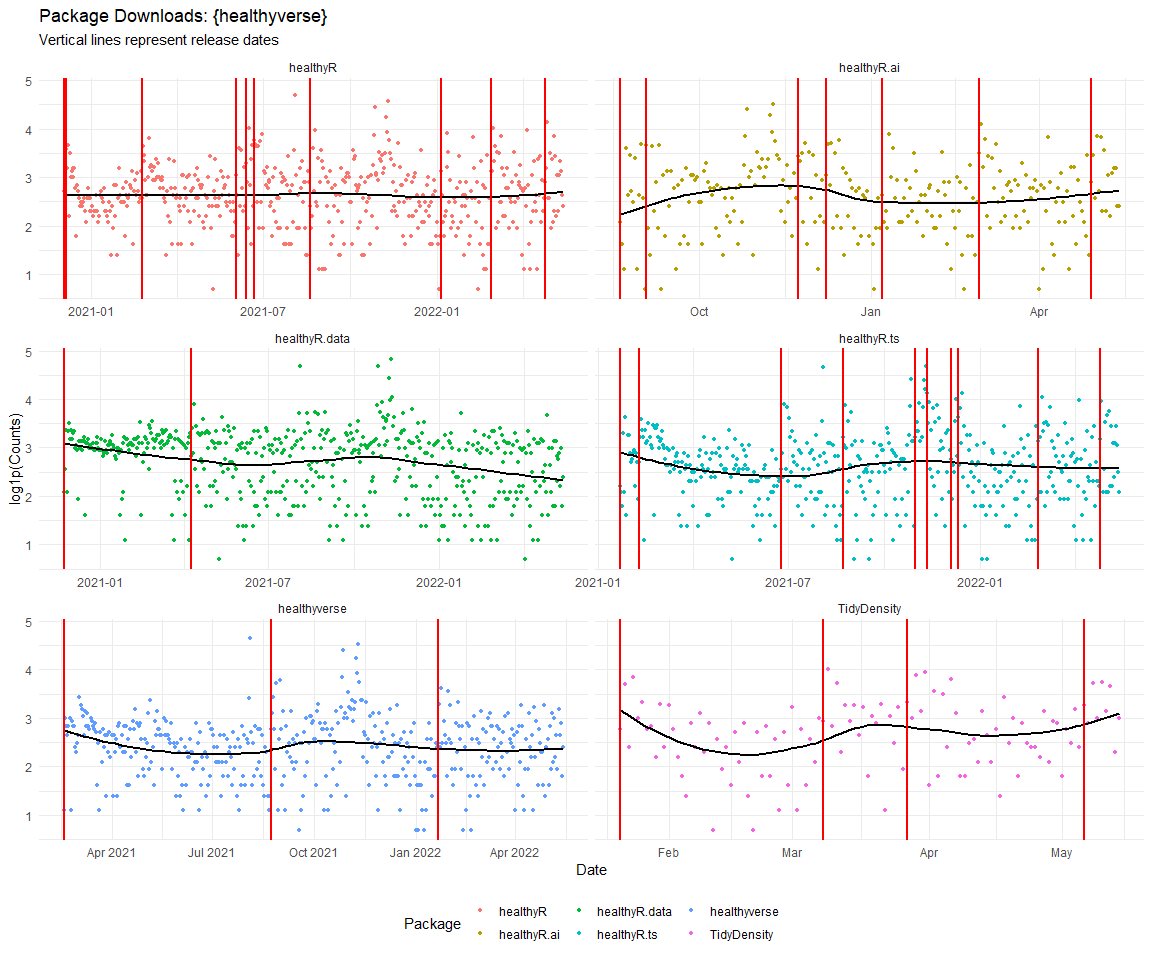 Package Downloads: {healthyverse}
Vertical lines represent release dates
healthyR healthyR.ai
5
4
3
2
1
2021-01 2021-07 2022-01 Oct Jan Apr
healthyR.data healthyR.ts
5
4
3
2
1
2021-01 2021-07 2022-01 2021-01 2021-07 2022-01
log1p(Counts)
healthyverse TidyDensity
5
4
3
2
1
Apr 2021 Jul 2021 Oct 2021 Jan 2022 Apr 2022 Feb Mar Apr May
Date
Package
healthyR healthyR.data healthyverse
healthyR.ai healthyR.ts TidyDensity